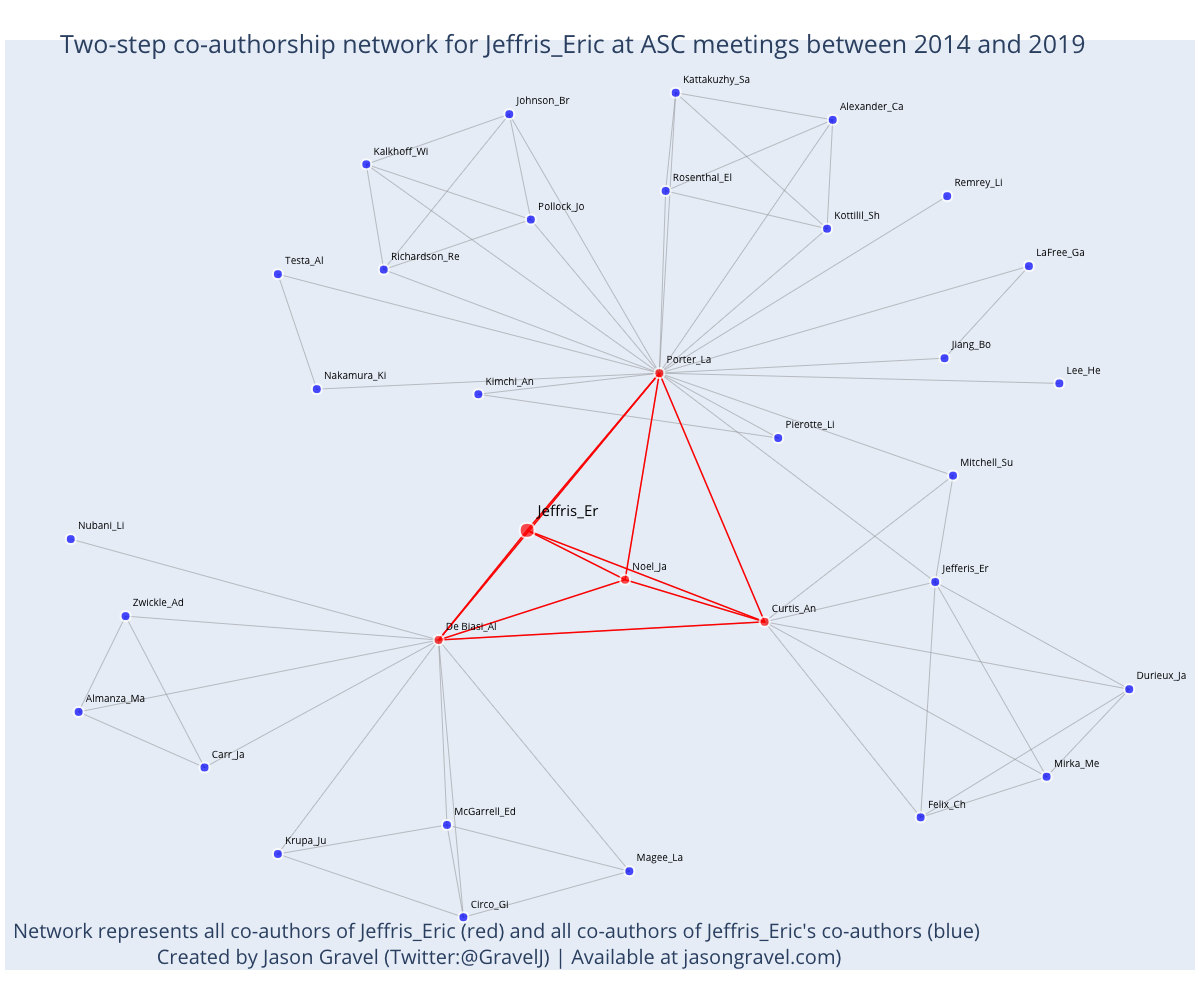 Two-step co-authorship network for Jeffris_Eric at ASC meetings between 2014 and 2019
Kattakuzhy_Sa
Johnson_Br
Alexander_Ca
Kalkhoff_Wi
Rosenthal_El
Remrey_Li
Pollock_Jo
Kottilil_Sh
Richardson_Re
Testa_Al
LaFree_Ga
Jiang_Bo
Porter_La
Nakamura_Ki
Kimchi_An
Lee_He
Pierotte_Li
Mitchell_Su
Jeffris_Er
Nubani_Li
Noel_Ja
Jefferis_Er
Zwickle_Ad
Curtis_An
De Biasi_Al
Durieux_Ja
Almanza_Ma
Carr_Ja
Mirka_Me
Felix_Ch
McGarrell_Ed
Krupa_Ju
Magee_La
Circo_Gi
Network represents all co-authors of Jeffris_Eric (red) and all co-authors of Jeffris_Eric's co-authors (blue)
Created by Jason Gravel (Twitter:@GravelJ) | Available at jasongravel.com)